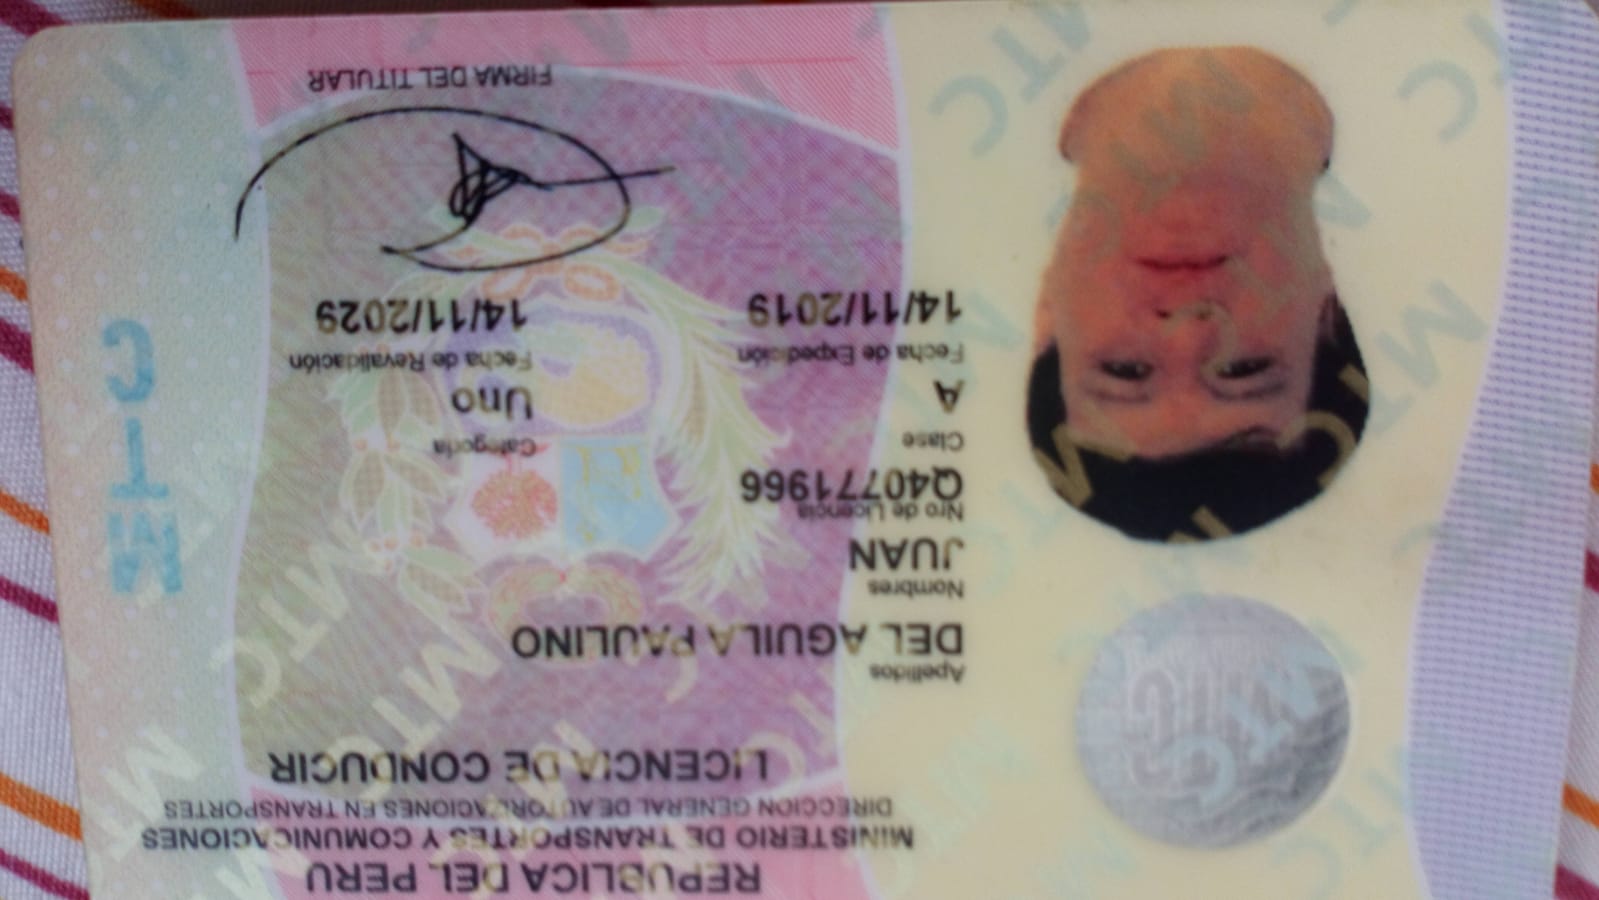 REPUBLICA DEL PERU
MINISTERIO DE TRANSPORTES Y COMUNICACIONES
DIRECCION GENERAL DE AUTORIZACIONES EN TRANSPORTES
LICENCIA DE CONDUCIR
Apellidos
DEL AGUILA PAULINO
Nombres
JUAN
Nro de Licencia
Q40771966
Clase Categoría
A Uno
Fecha de Expedición Fecha de Revalidación
14/11/2019 14/11/2029
FIRMA DEL TITULAR
MTC